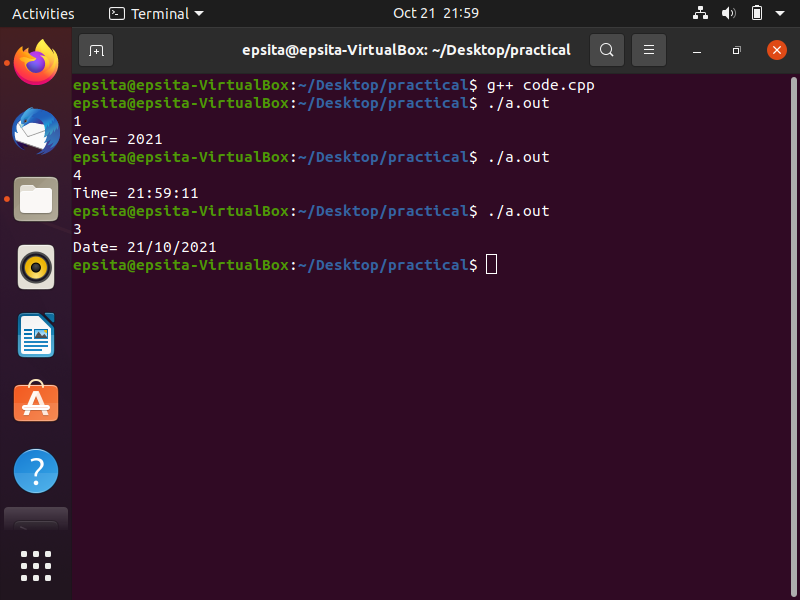 Activities Terminal Oct 21 21:59
epsita@epsita-VirtualBox: ~/Desktop/practical
epsita@epsita-VirtualBox:~/Desktop/practical$ g++ code.cpp
epsita@epsita-VirtualBox:~/Desktop/practical$ ./a.out
1
Year= 2021
epsita@epsita-VirtualBox:~/Desktop/practical$ ./a.out
4
Time= 21:59:11
epsita@epsita-VirtualBox:~/Desktop/practical$ ./a.out
3
Date= 21/10/2021
epsita@epsita-VirtualBox:~/Desktop/practical$